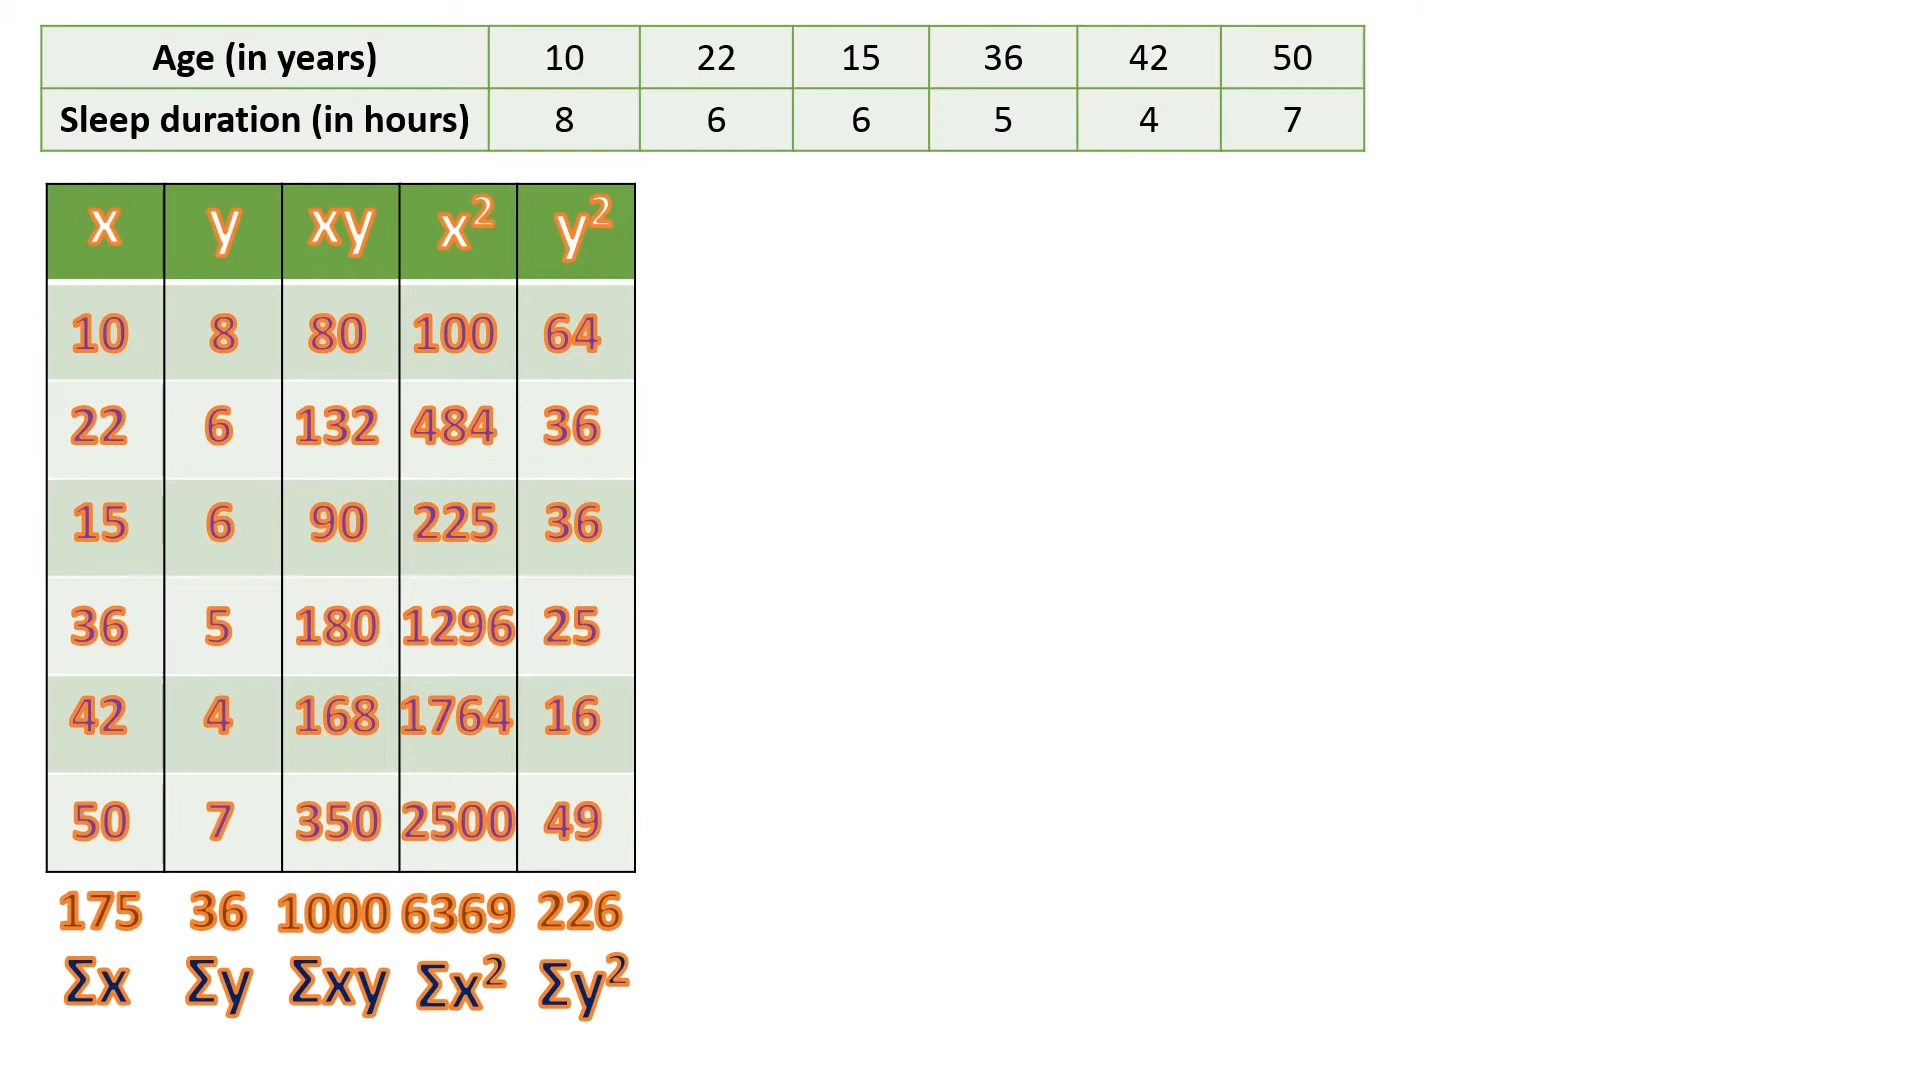 Age (in years) 10 22 15 36 42 50
Sleep duration (in hours) 8 6 6 5 4 7
x y xy x² y²
10 8 80 100 64
22 6 132 484 36
15 6 90 225 36
36 5 180 1296 25
42 4 168 1764 16
50 7 350 2500 49
175 36 1000 6369 226
Σx Σy Σxy Σx² Σy²